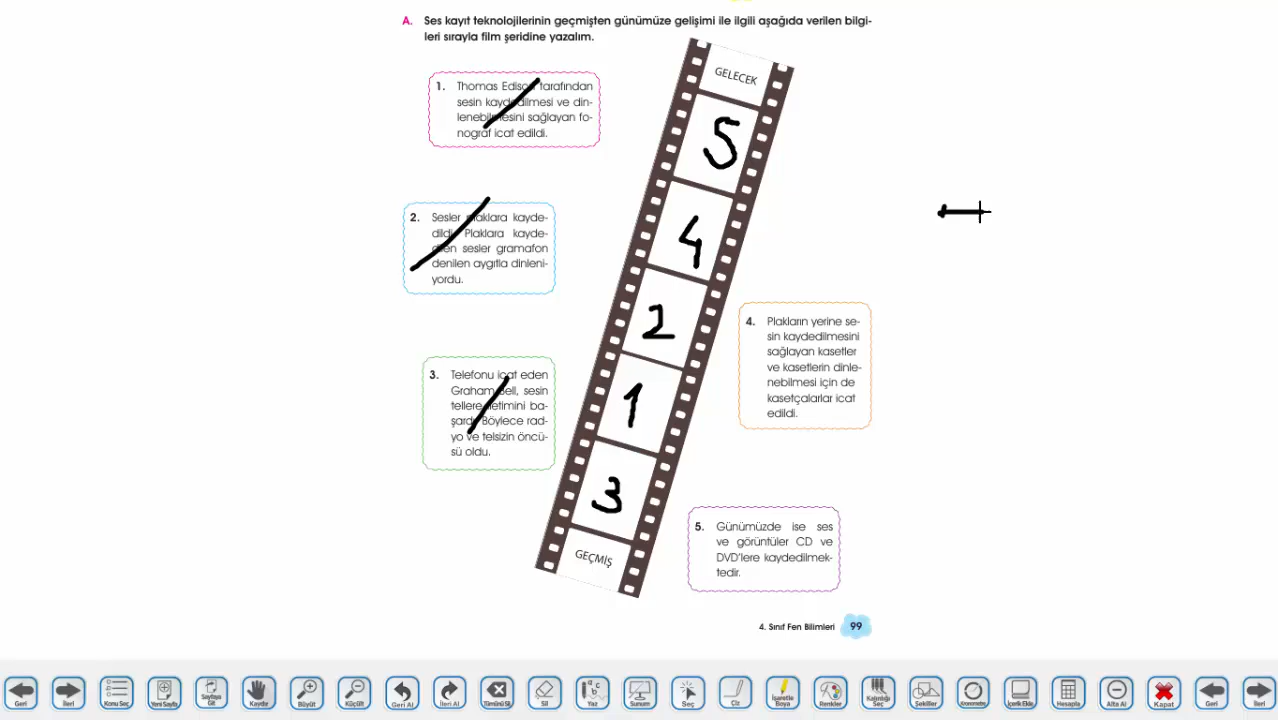 A. Ses kayıt teknolojilerinin geçmişten günümüze gelişimi ile ilgili aşağıda verilen bilgi-
leri sırayla film şeridine yazalım.
1. Thomas Edison tarafından
sesin kaydedilmesi ve din-
lenebilmesini sağlayan fo-
nograf icat edildi.
2. Sesler plaklara kayde-
dildi. Plaklara kayde-
dilen sesler gramafon
denilen aygıtla dinleni-
yordu.
3. Telefonu icat eden
Graham Bell, sesin
tellere iletimini ba-
şardı. Böylece rad-
yo ve telsizin öncü-
sü oldu.
GELECEK
5
4
2
1
3
GEÇMİŞ
4. Plakların yerine se-
sin kaydedilmesini
sağlayan kasetler
ve kasetlerin dinle-
nebilmesi için de
kasetçalarlar icat
edildi.
5. Günümüzde ise ses
ve görüntüler CD ve
DVD'lere kaydedilmek-
tedir.
4. Sınıf Fen Bilimleri 99
Geri İleri Konu Seç Yeni Sayfa Sayfaya Git Kaydır Büyüt Küçült Geri Al İleri Al Tümünü Sil Sil Yaz Sunum Seç Çiz İşaretle Boya Renkler Kalınlığı Seç Şekiller Kronometre İçerik Ekle Hesapla Alta Al Kapat Geri İleri